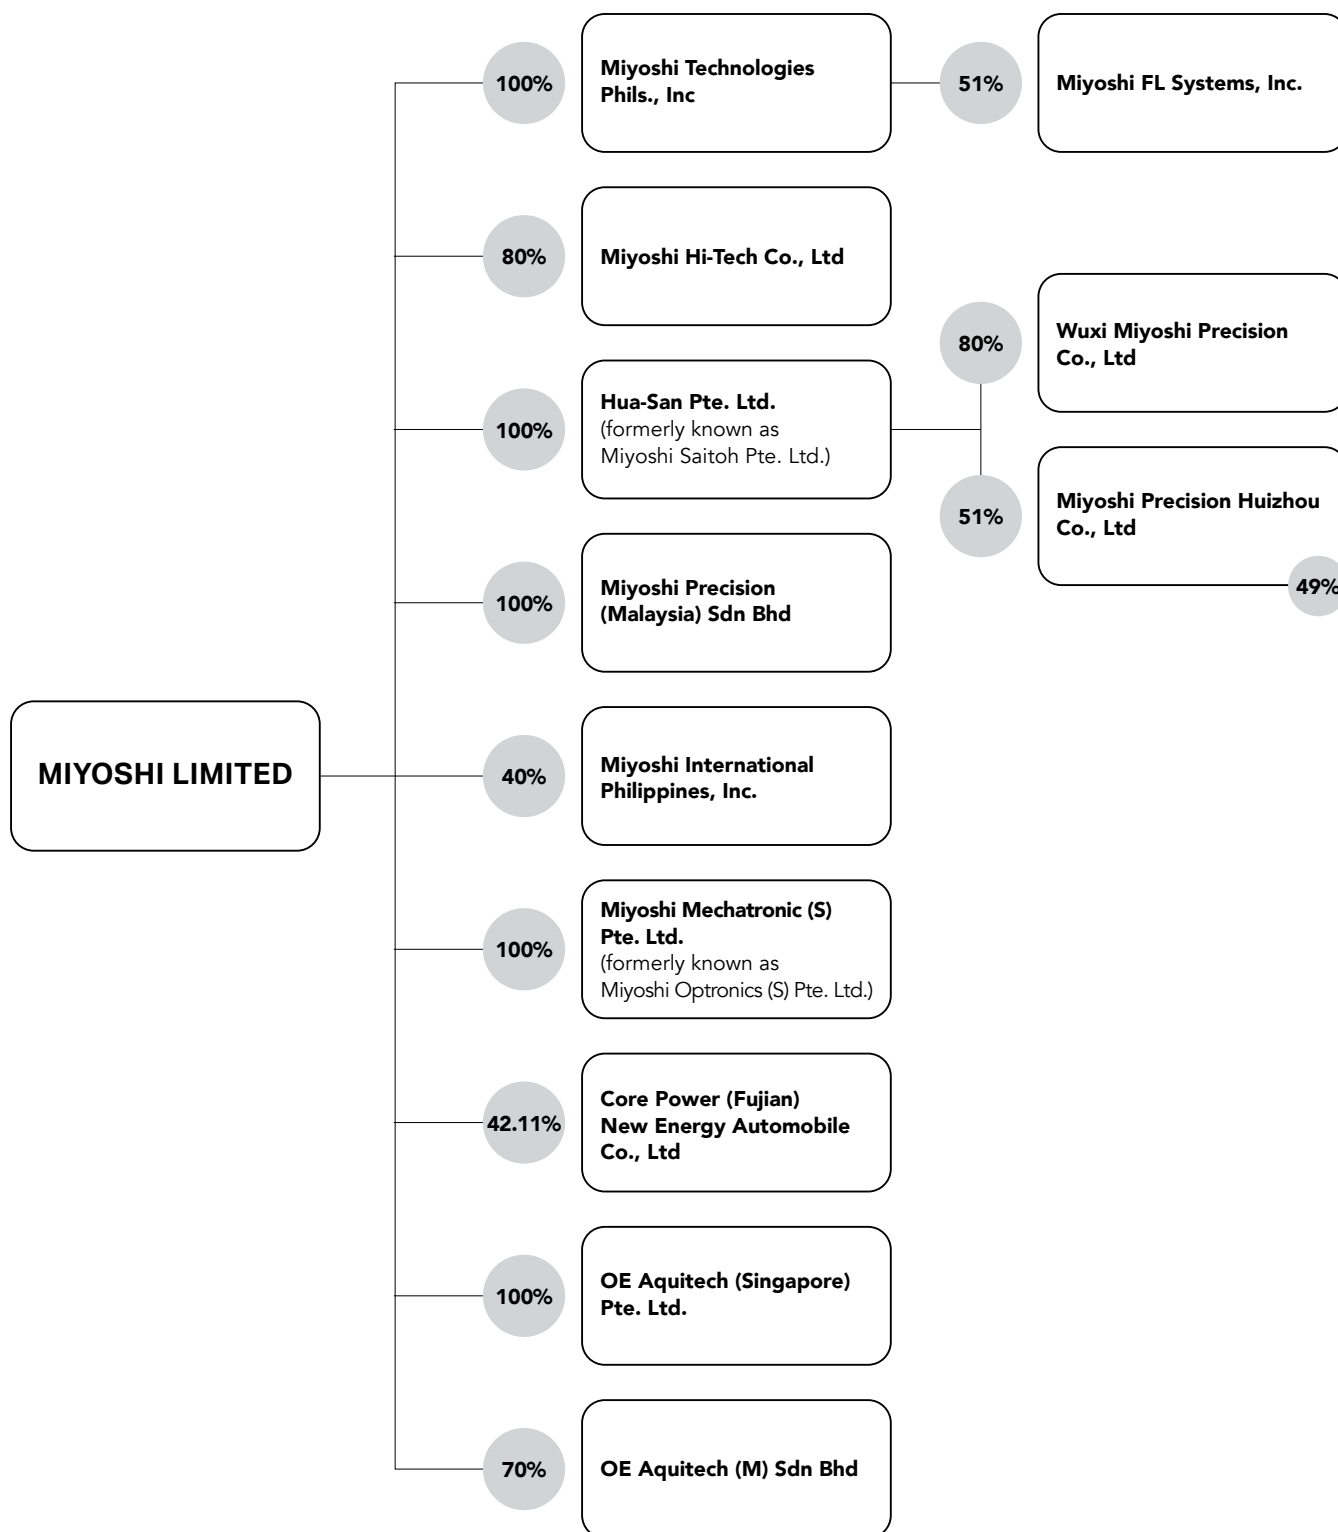 100%
Miyoshi Technologies
Phils., Inc
51%
Miyoshi FL Systems, Inc.
80%
Miyoshi Hi-Tech Co., Ltd
100%
Hua-San Pte. Ltd.
(formerly known as
Miyoshi Saitoh Pte. Ltd.)
80%
Wuxi Miyoshi Precision
Co., Ltd
51%
Miyoshi Precision Huizhou
Co., Ltd
49%
100%
Miyoshi Precision
(Malaysia) Sdn Bhd
MIYOSHI LIMITED
40%
Miyoshi International
Philippines, Inc.
100%
Miyoshi Mechatronic (S)
Pte. Ltd.
(formerly known as
Miyoshi Optronics (S) Pte. Ltd.)
42.11%
Core Power (Fujian)
New Energy Automobile
Co., Ltd
100%
OE Aquitech (Singapore)
Pte. Ltd.
70%
OE Aquitech (M) Sdn Bhd